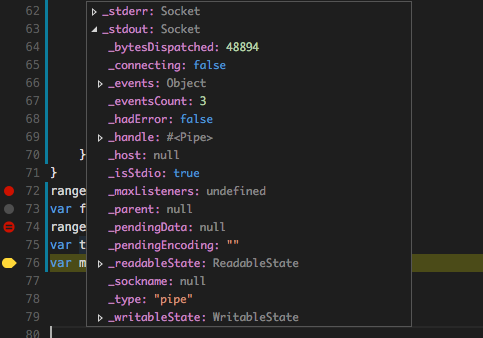 62 _stderr: Socket
63 _stdout: Socket
64 _bytesDispatched: 48894
65 _connecting: false
66 _events: Object
67 _eventsCount: 3
68 _hadError: false
69 _handle: #<Pipe>
70 } _host: null
71 } _isStdio: true
72 range _maxListeners: undefined
73 var f _parent: null
74 range _pendingData: null
75 var t _pendingEncoding: ""
76 var m _readableState: ReadableState
77 _sockname: null
78 _type: "pipe"
79 _writableState: WritableState
80